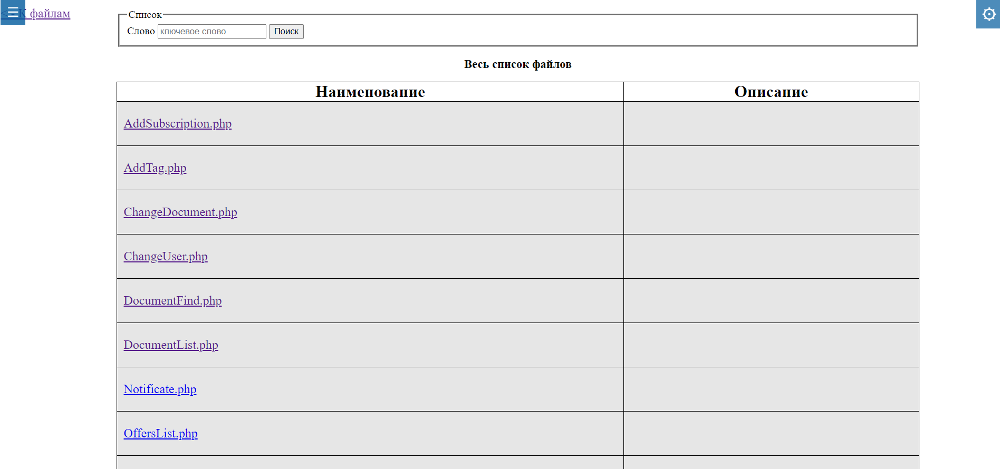 К файлам
Список
Слово ключевое слово Поиск
Весь список файлов
Наименование Описание
AddSubscription.php
AddTag.php
ChangeDocument.php
ChangeUser.php
DocumentFind.php
DocumentList.php
Notificate.php
OffersList.php